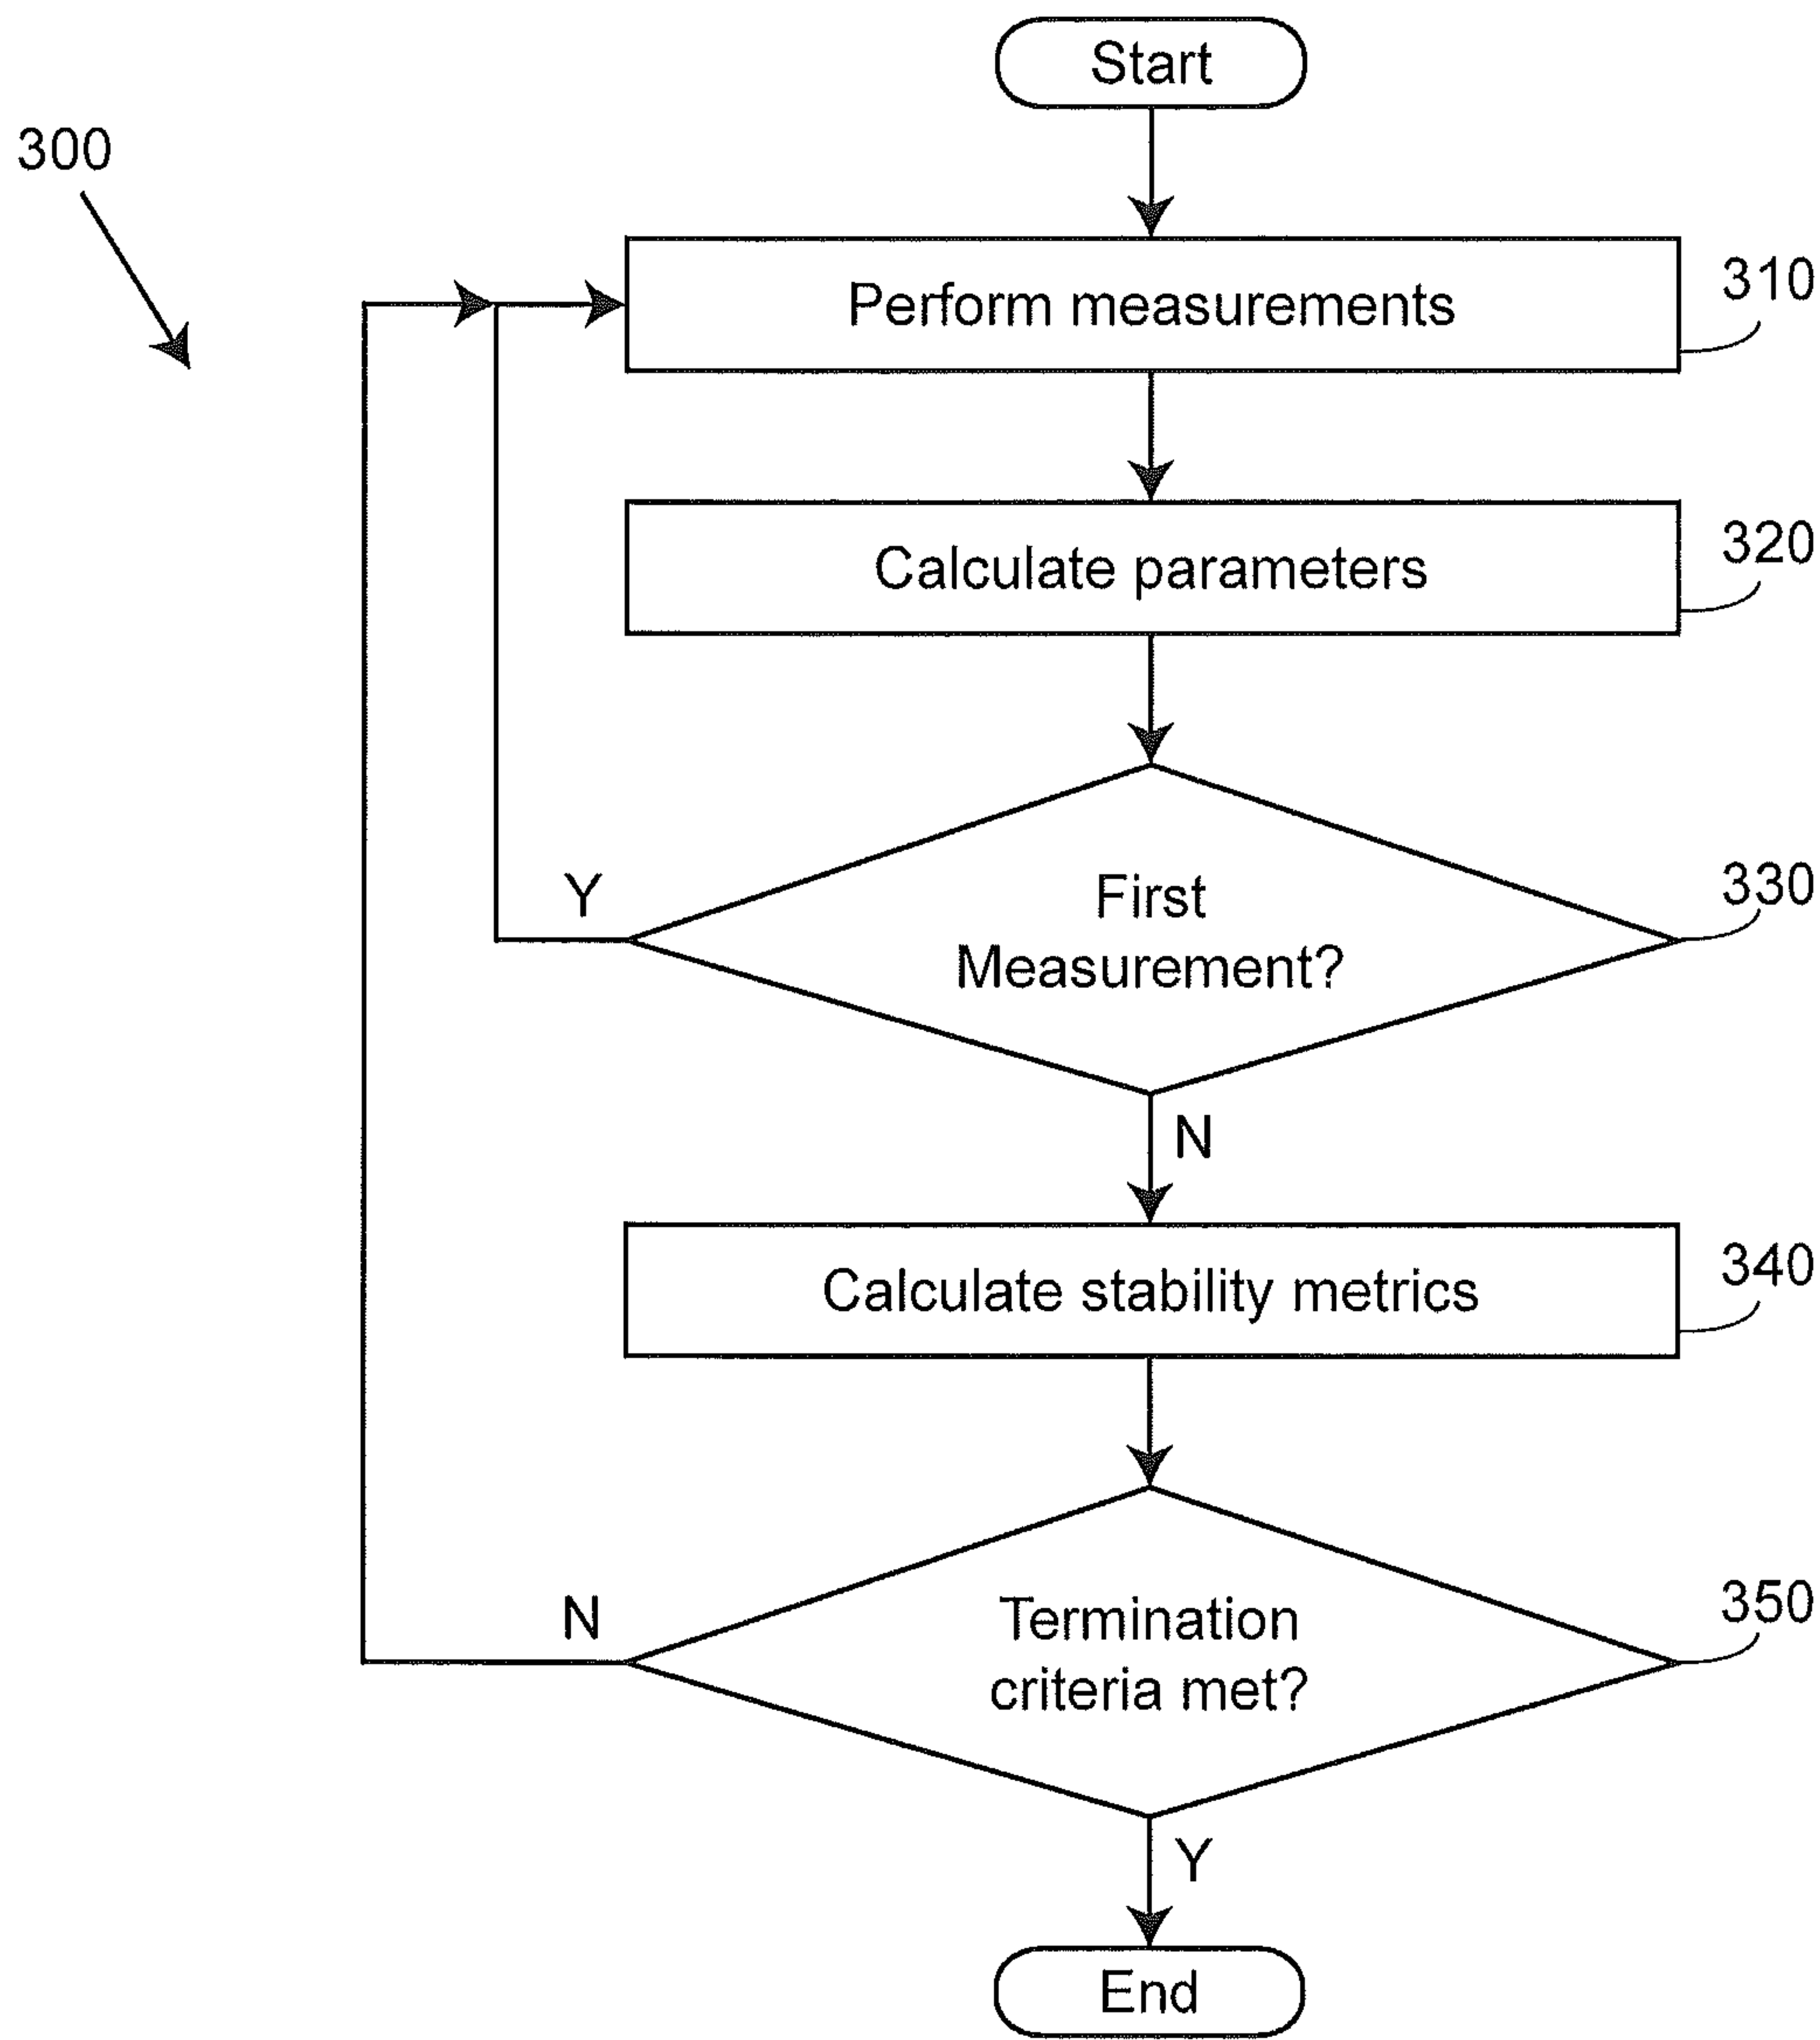 Start
300
Perform measurements
310
Calculate parameters
320
First
Measurement?
330
Y
N
Calculate stability metrics
340
Termination
criteria met?
350
N
Y
End